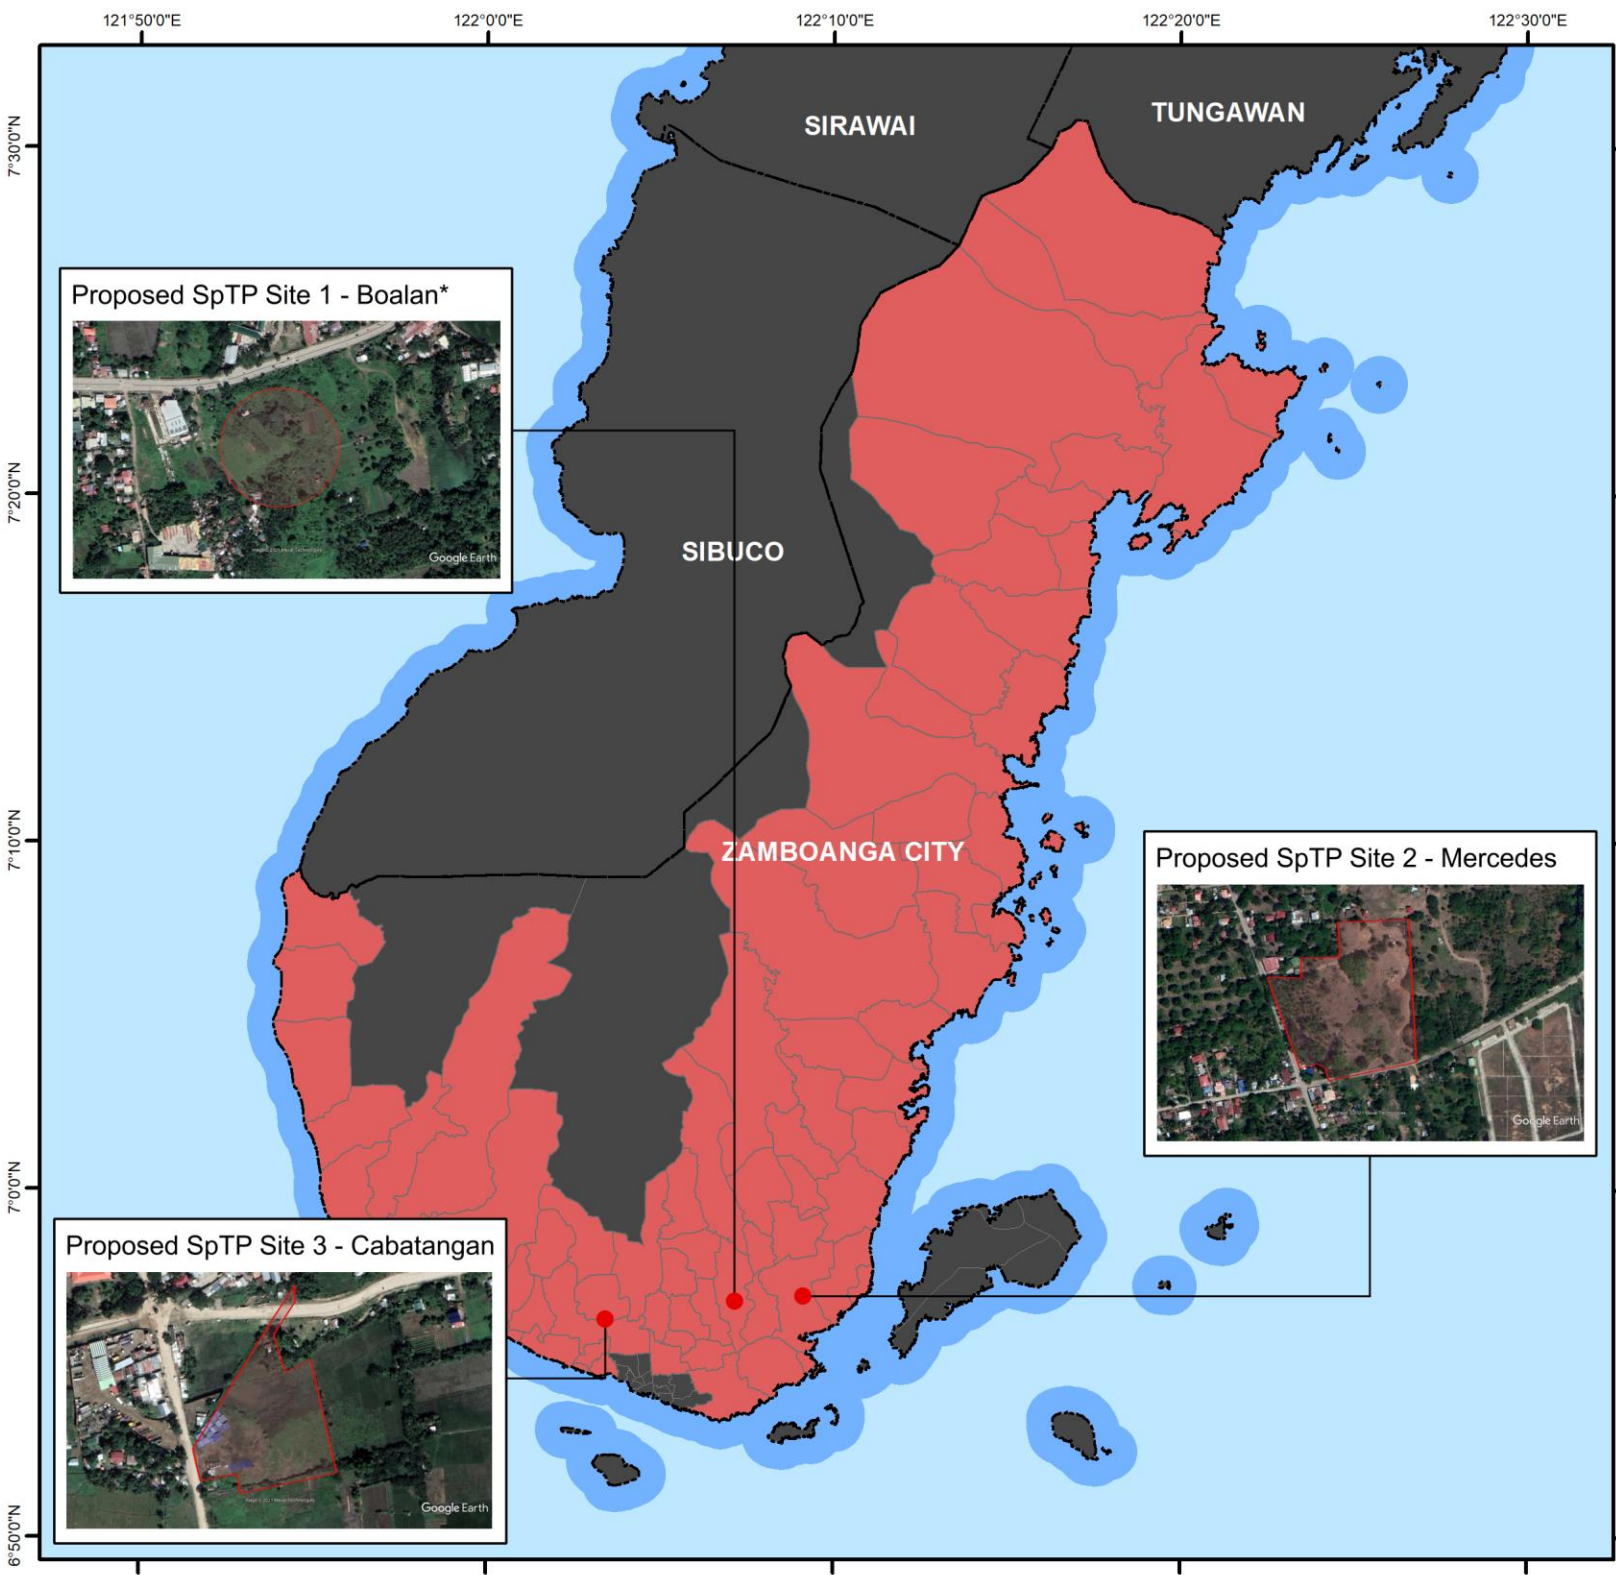 121°50'0"E 122°0'0"E 122°10'0"E 122°20'0"E 122°30'0"E
7°30'0"N
7°20'0"N
7°10'0"N
7°0'0"N
6°50'0"N
SIRAWAI
TUNGAWAN
Proposed SpTP Site 1 - Boalan*
Google Earth
SIBUCO
ZAMBOANGA CITY
Proposed SpTP Site 2 - Mercedes
Google Earth
Proposed SpTP Site 3 - Cabatangan
Google Earth